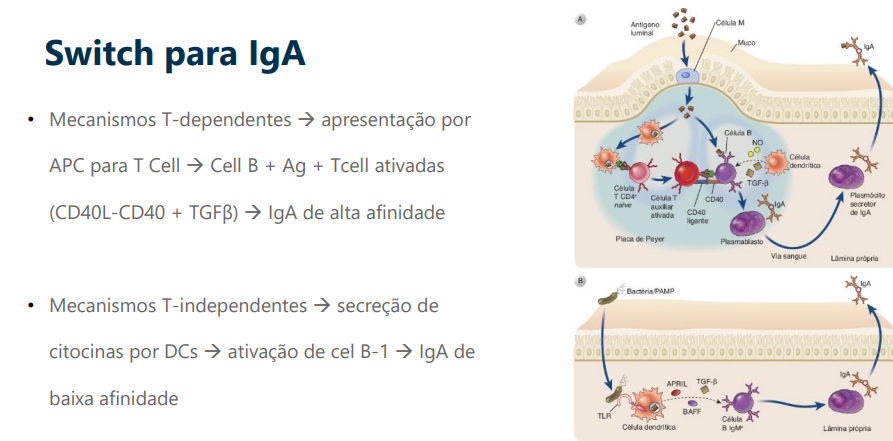 Switch para IgA
• Mecanismos T-dependentes → apresentação por
APC para T Cell → Cell B + Ag + Tcell ativadas
(CD40L-CD40 + TGFβ) → IgA de alta afinidade
• Mecanismos T-independentes → secreção de
citocinas por DCs → ativação de cel B-1 → IgA de
baixa afinidade
A
Antígeno
luminal
Célula M
Muco
IgA
Célula B
NO
Célula
dendrítica
TGF-β
Célula
T CD4+
naive
Célula T
auxiliar
ativada
CD40
CD40
ligante
IgA
Plasmablasto
Placa de Peyer
Via sangue
IgA
Plasmócito
secretor
de IgA
Lâmina própria
B
Bactéria/PAMP
IgA
TLR
Célula dendrítica
APRIL
TGF-β
BAFF
Célula
B IgM+
IgA
Lâmina própria